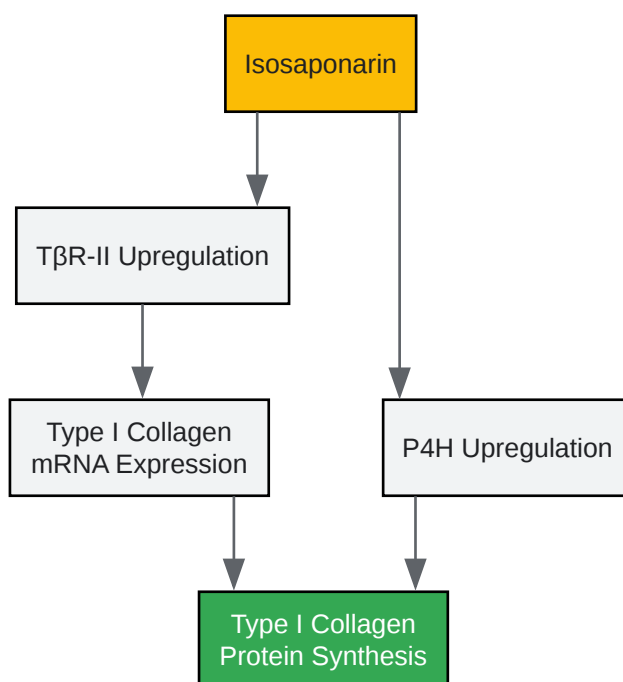 Isosaponarin
TβR-II Upregulation
Type I Collagen
mRNA Expression
P4H Upregulation
Type I Collagen
Protein Synthesis